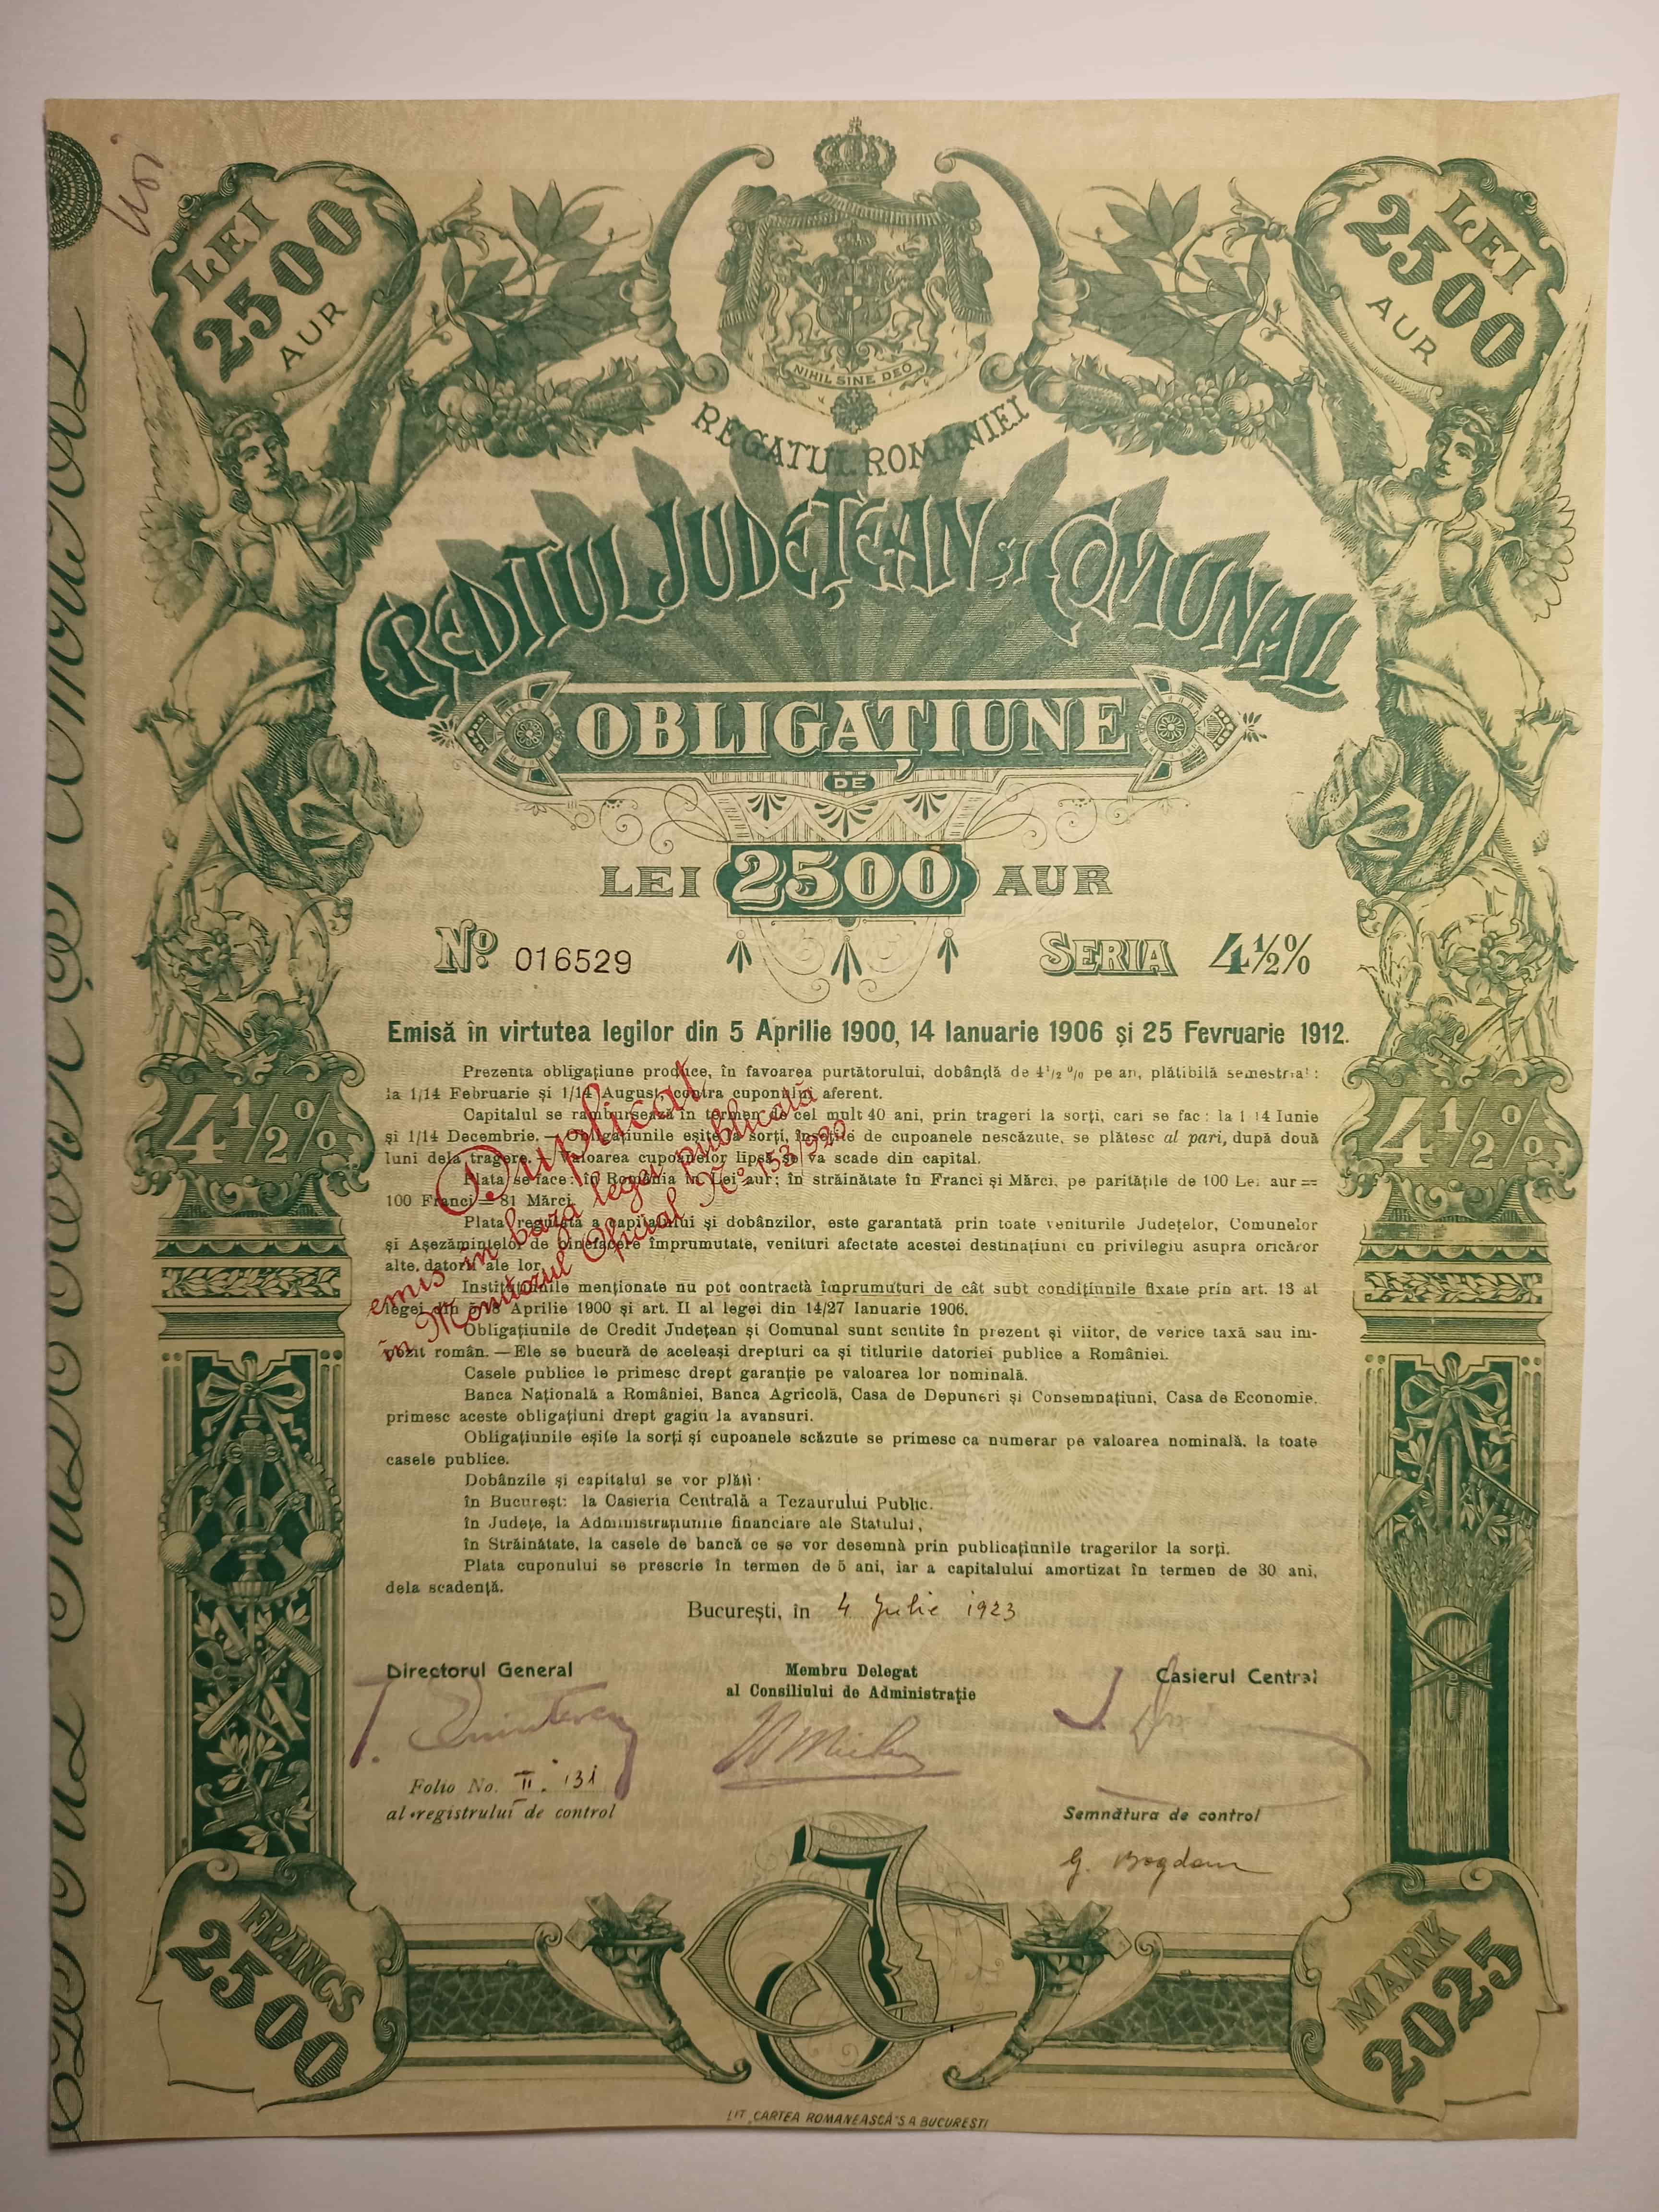 LEI
2500
AUR
LEI
2500
AUR
NIHIL SINE DEO
REGATUL ROMANIEI
CREDITUL JUDEȚEAN ȘI COMUNAL
OBLIGAȚIUNE
DE
LEI 2500 AUR
No 016529
SERIA 4½%
Emisă în virtutea legilor din 5 Aprilie 1900, 14 Ianuarie 1906 și 25 Fevruarie 1912.
Prezenta obligațiune produce, în favoarea purtătorului, dobândă de 4½ % pe an, plătibilă semestrial:
la 1/14 Februarie și 1/14 August, contra cuponului aferent.
Capitalul se rambursează în termen de cel mult 40 ani, prin trageri la sorți, cari se fac: la 1 14 Iunie
și 1/14 Decembrie. — Obligațiunile eșite la sorți, însoțite de cupoanele nescăzute, se plătesc al pari, după două
luni dela tragere. — Valoarea cupoanelor lipsă se va scade din capital.
Plata se face: în România în Lei aur; în străinătate în Franci și Mărci, pe paritățile de 100 Lei aur =
100 Franci = 81 Mărci.
Plata regulată a capitalului și dobânzilor, este garantată prin toate veniturile Județelor, Comunelor
și Așezămintelor de binefacere împrumutate, venituri afectate acestei destinațiuni cu privilegiu asupra oricăror
alte datorii ale lor.
Instituțiunile menționate nu pot contractà împrumuturi de cât subt condițiunile fixate prin art. 13 al
legei din 5/18 Aprilie 1900 și art. II al legei din 14/27 Ianuarie 1906.
Obligațiunile de Credit Județean și Comunal sunt scutite în prezent și viitor, de verice taxă sau im-
pozit român. — Ele se bucură de aceleași drepturi ca și titlurile datoriei publice a României.
Casele publice le primesc drept garanție pe valoarea lor nominală.
Banca Națională a României, Banca Agricolă, Casa de Depuneri și Consemnațiuni, Casa de Economie,
primesc aceste obligațiuni drept gagiu la avansuri.
Obligațiunile eșite la sorți și cupoanele scăzute se primesc ca numerar pe valoarea nominală, la toate
casele publice.
Dobânzile și capitalul se vor plăti:
în București: la Casieria Centrală a Tezaurului Public.
în Județe, la Administrațiunile financiare ale Statului,
în Străinătate, la casele de bancă ce se vor desemnà prin publicațiunile tragerilor la sorți.
Plata cuponului se prescrie în termen de 5 ani, iar a capitalului amortizat în termen de 30 ani,
dela scadență.
Duplicat
emis în baza legei publicată
în Monitorul Oficial No 153/920
București, în 4 Iulie 1923
Directorul General
Membru Delegat
al Consiliului de Administrație
Casierul Central
Folio No. II. 131
al registrului de control
Semnătura de control
G. Bogdan
4½%
4½%
FRANCS
2500
MARK
2025
LIT. „CARTEA ROMANEASCĂ" S A BUCURESTI